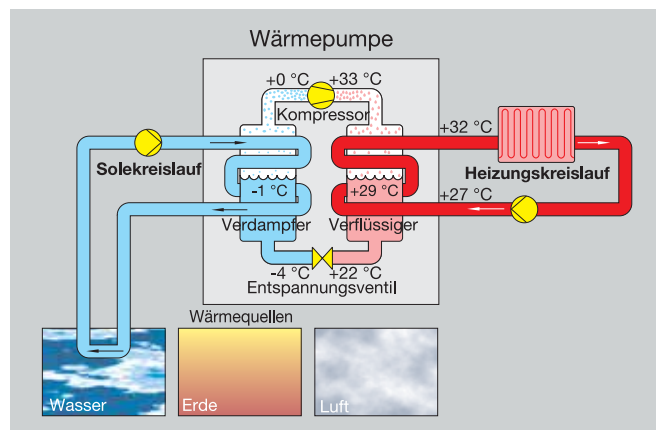 Wärmepumpe
+0 °C
+33 °C
Kompressor
+32 °C
Solekreislauf
Heizungskreislauf
-1 °C
+29 °C
+27 °C
Verdampfer
Verflüssiger
-4 °C
+22 °C
Entspannungsventil
Wärmequellen
Wasser
Erde
Luft